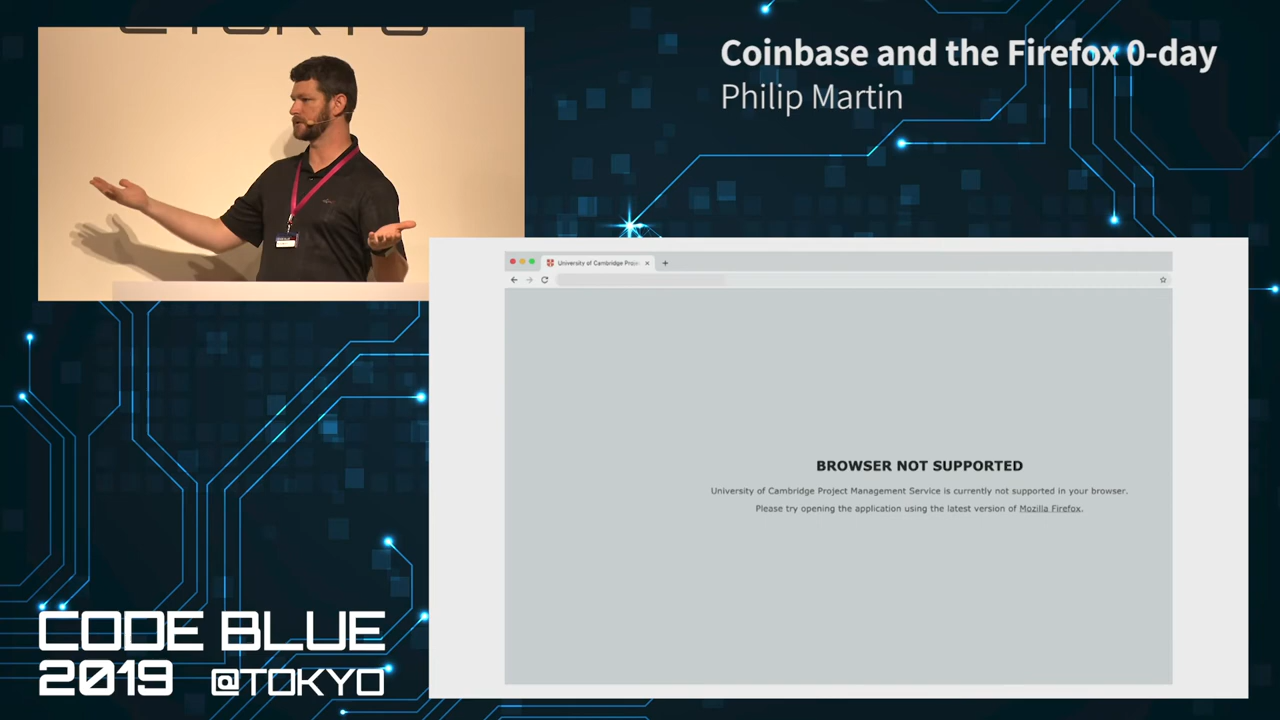 Coinbase and the Firefox 0-day
Philip Martin
University of Cambridge Proje
BROWSER NOT SUPPORTED
University of Cambridge Project Management Service is currently not supported in your browser.
Please try opening the application using the latest version of Mozilla Firefox.
CODE BLUE
2019 @TOKYO